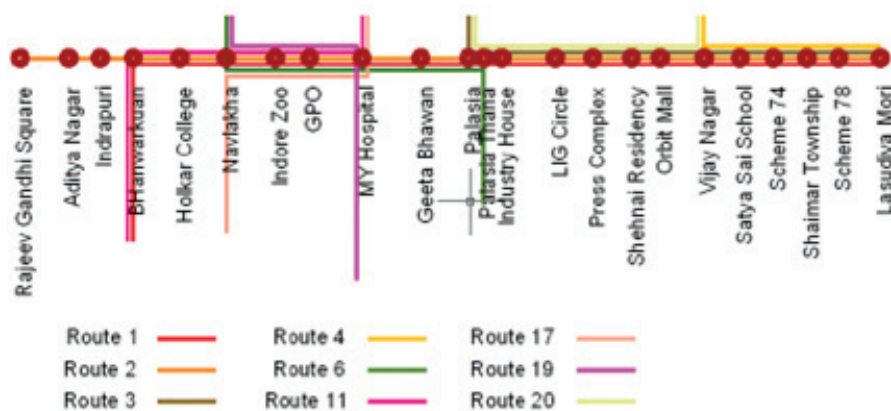 Rajeev Gandhi Square
Aditya Nagar
Indrapuri
BHanwarkuan
Holkar College
Navlakha
Indore Zoo
GPO
MY Hospital
Geeta Bhawan
Palasia
Palasia Thana
Industry House
LIG Circle
Press Complex
Shehnai Residency
Orbit Mall
Vijay Nagar
Satya Sai School
Scheme 74
Shaimar Township
Scheme 78
Lasudiya Mori
Route 1
Route 4
Route 17
Route 2
Route 6
Route 19
Route 3
Route 11
Route 20